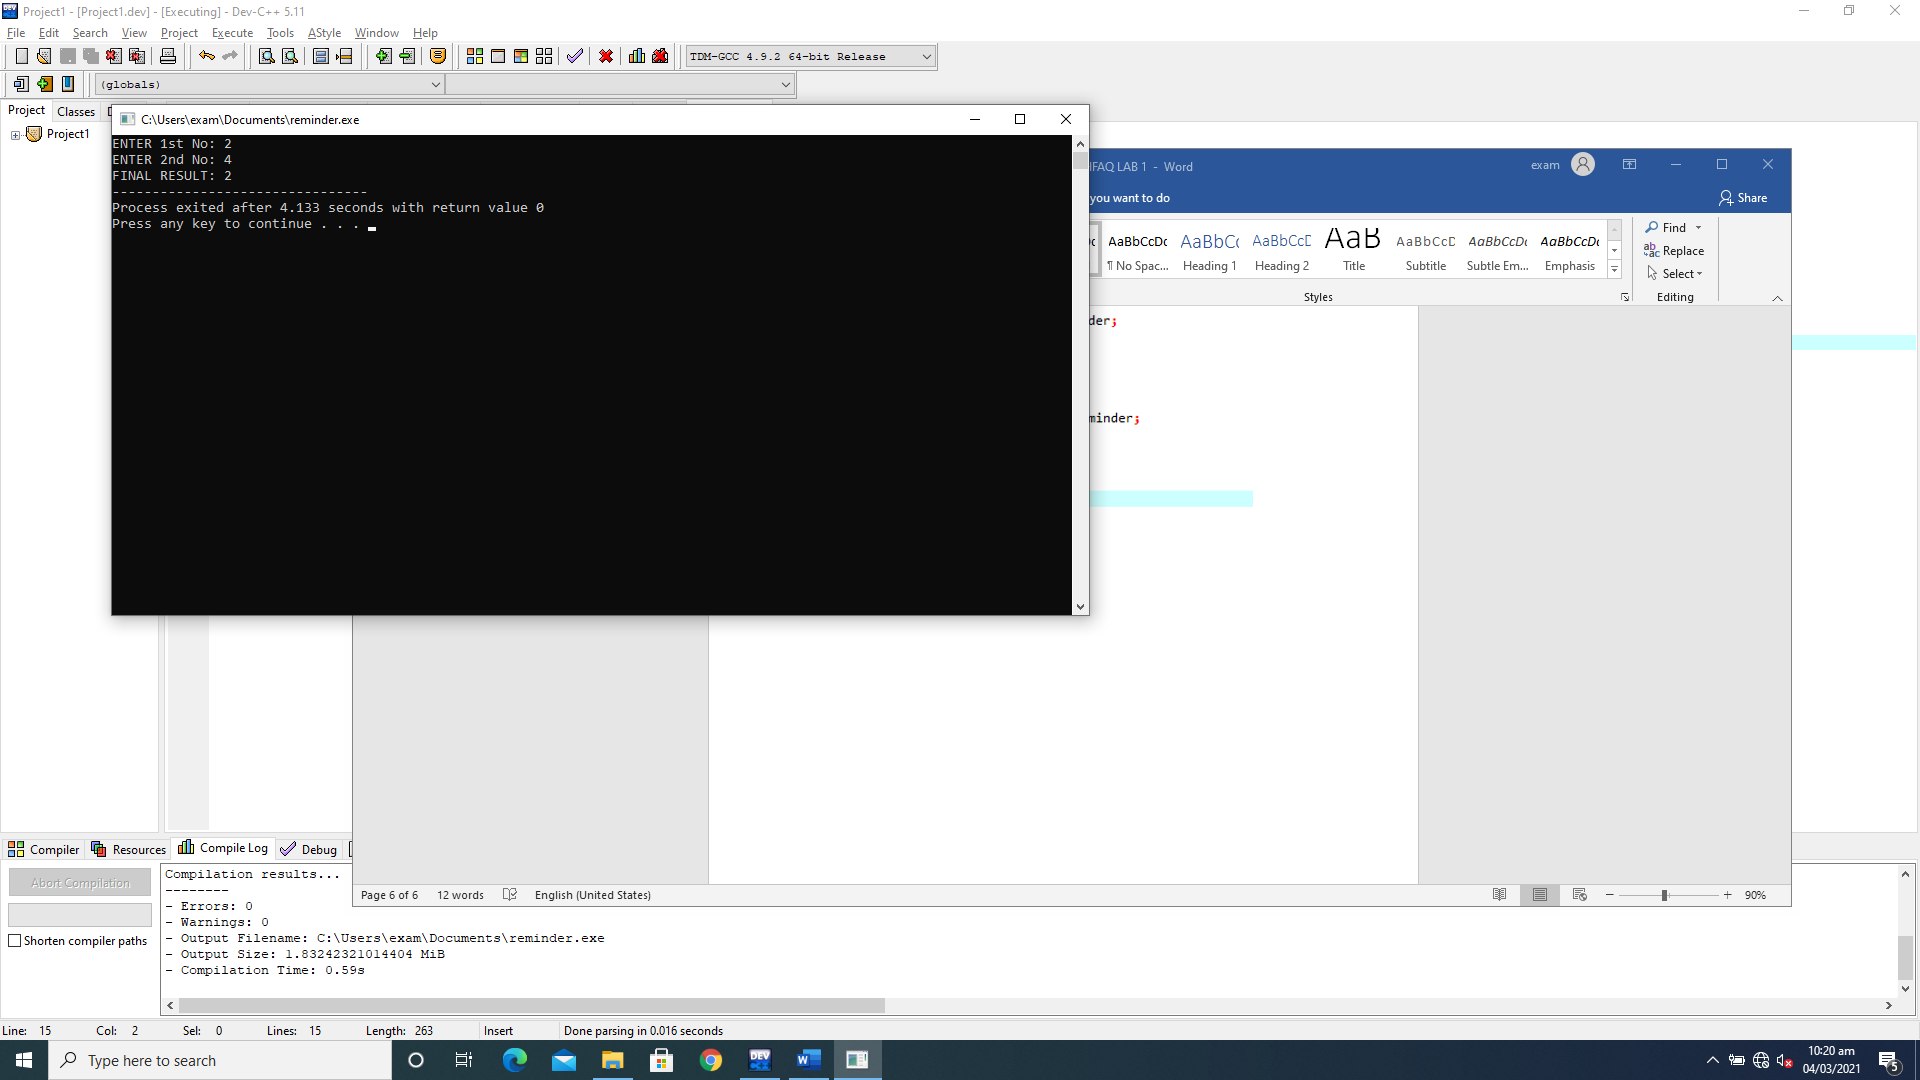 Project1 - [Project1.dev] - [Executing] - Dev-C++ 5.11
File Edit Search View Project Execute Tools AStyle Window Help
TDM-GCC 4.9.2 64-bit Release
(globals)
Project Classes
Project1
C:\Users\exam\Documents\reminder.exe
ENTER 1st No: 2
ENTER 2nd No: 4
FINAL RESULT: 2
--------------------------------
Process exited after 4.133 seconds with return value 0
Press any key to continue . . .
IFAQ LAB 1 - Word
exam
you want to do
Share
AaBbCcDc AaBbCc AaBbCcD AaB AaBbCcD AaBbCcDc AaBbCcDc
¶ No Spac... Heading 1 Heading 2 Title Subtitle Subtle Em... Emphasis
Styles
Find
Replace
Select
Editing
der;
minder;
Page 6 of 6 12 words English (United States) 90%
Compiler Resources Compile Log Debug
Abort Compilation
Shorten compiler paths
Compilation results...
--------
- Errors: 0
- Warnings: 0
- Output Filename: C:\Users\exam\Documents\reminder.exe
- Output Size: 1.83242321014404 MiB
- Compilation Time: 0.59s
Line: 15 Col: 2 Sel: 0 Lines: 15 Length: 263 Insert Done parsing in 0.016 seconds
Type here to search
10:20 am
04/03/2021
5